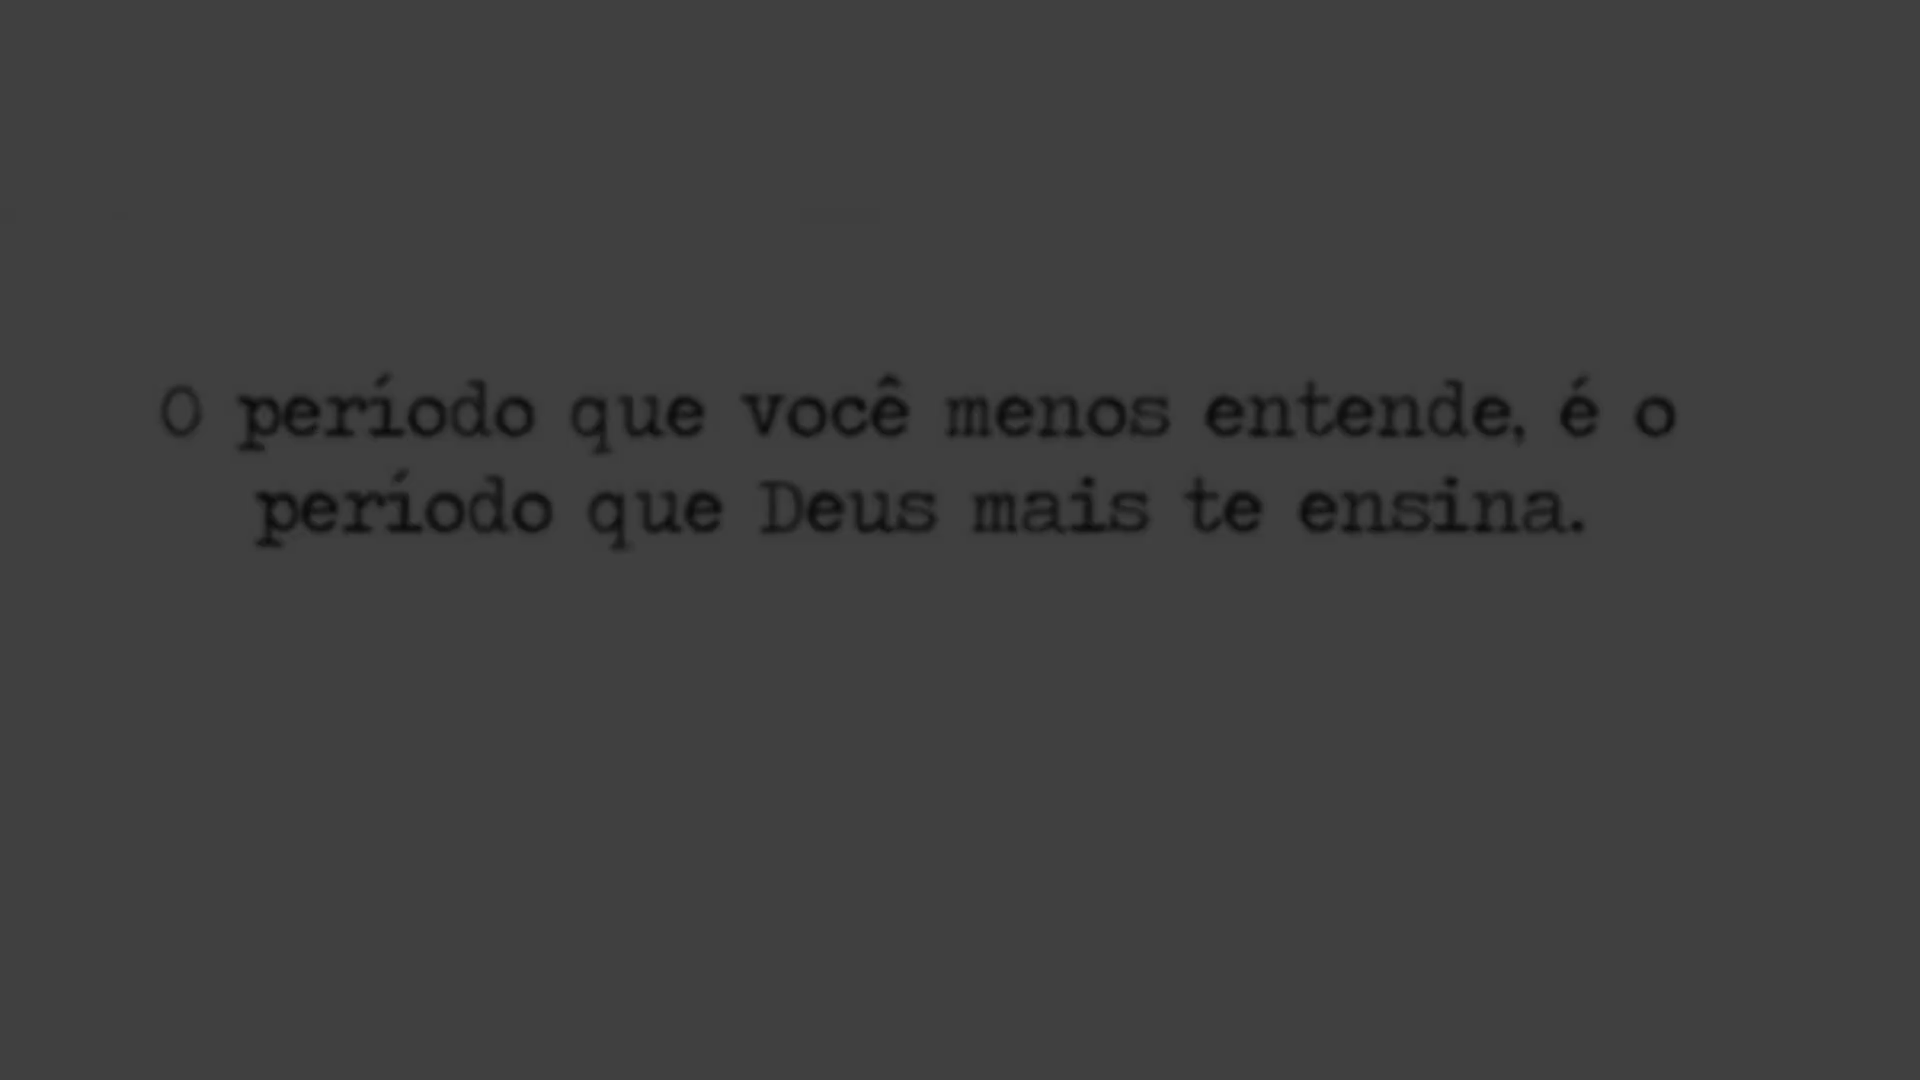 O período que você menos entende, é o
período que Deus mais te ensina.